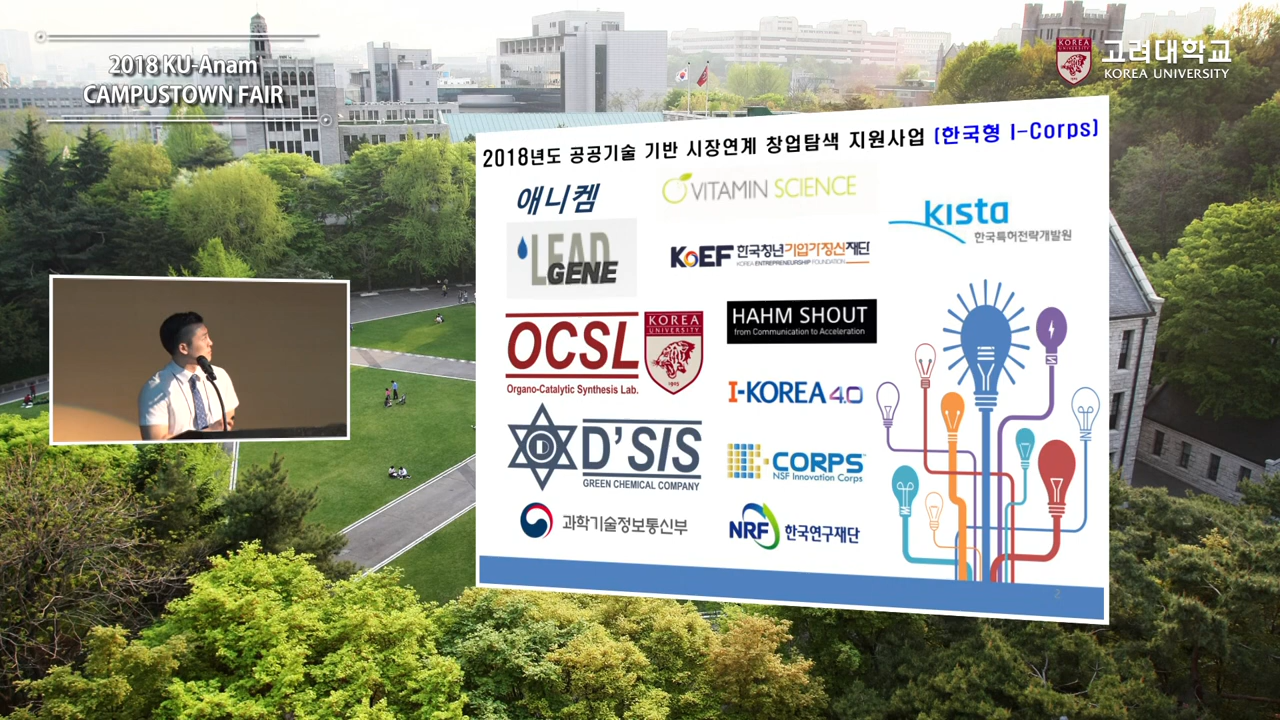 2018 KU-Anam
CAMPUSTOWN FAIR
KOREA
UNIVERSITY
고려대학교
KOREA UNIVERSITY
2018년도 공공기술 기반 시장연계 창업탐색 지원사업 (한국형 I-Corps)
애니켐
VITAMIN SCIENCE
kista
한국특허전략개발원
LEAD
GENE
KOEF 한국청년기업가정신재단
KOREA ENTREPRENEURSHIP FOUNDATION
OCSL
Organo-Catalytic Synthesis Lab.
KOREA
UNIVERSITY
1905
HAHM SHOUT
from Communication to Acceleration
I-KOREA 4.0
D
D'SIS
GREEN CHEMICAL COMPANY
I-CORPS™
NSF Innovation Corps
과학기술정보통신부
NRF 한국연구재단
2